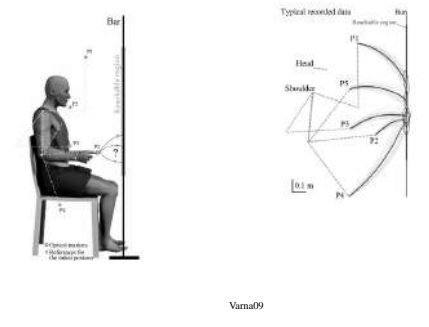 Bar
Reachable region
P5
P1
P3
P2
?
P4
Optical markers
References for
the initial posture
Typical recorded data
Bar
Reachable region
P1
Head
P5
Shoulder
P3
P2
P4
0.1 m
Varna09